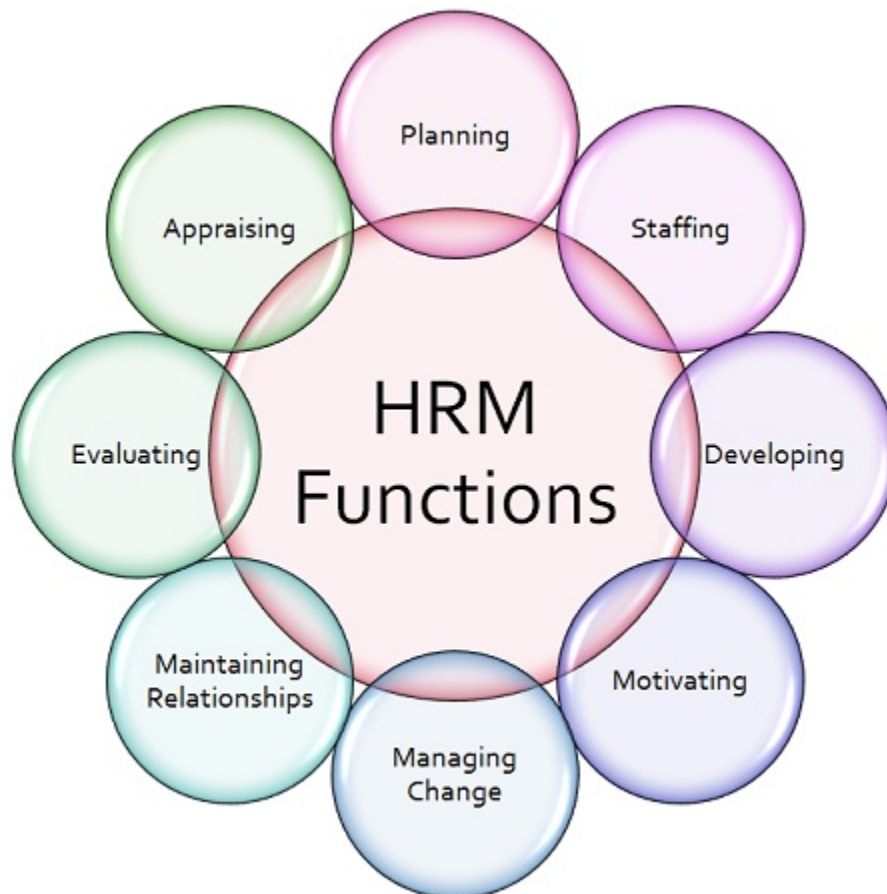 Planning
Staffing
Developing
Motivating
Managing
Change
Maintaining
Relationships
Evaluating
Appraising
HRM
Functions